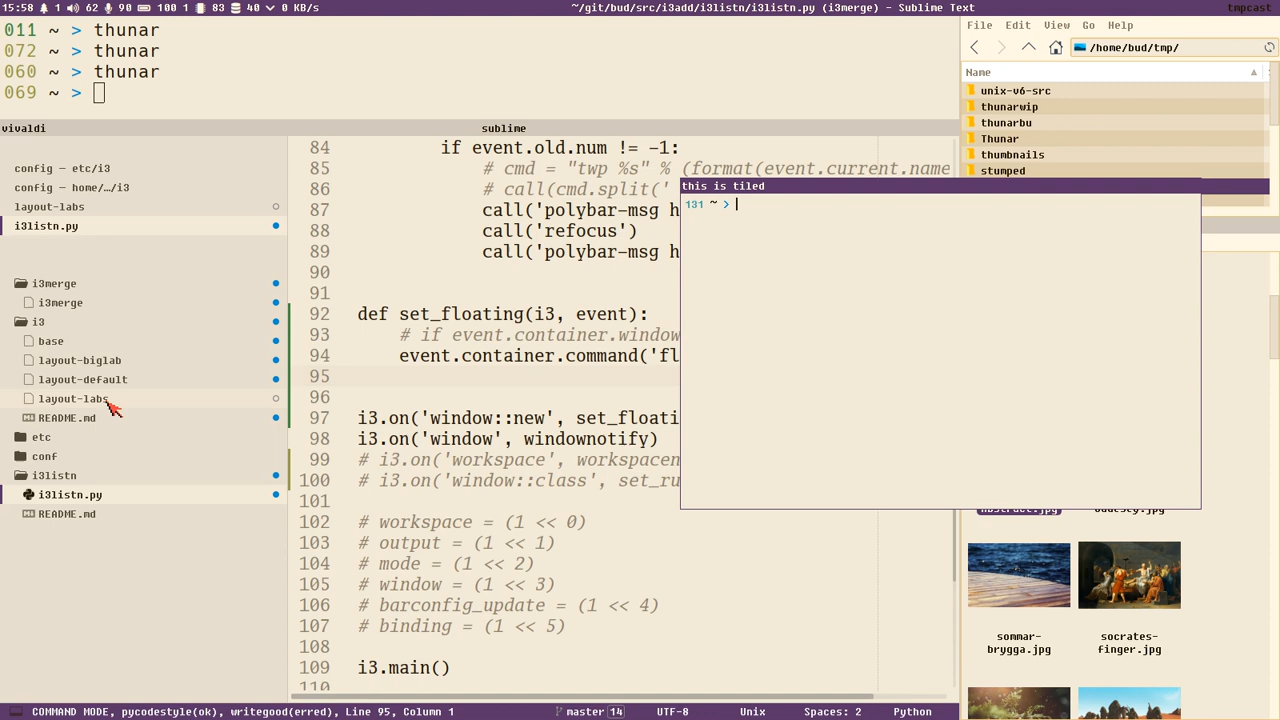 15:58 1 62 90 100 1 83 40 0 KB/s ~/git/bud/src/i3add/i3listn/i3listn.py (i3merge) - Sublime Text tmpcast
011 ~ > thunar
072 ~ > thunar
060 ~ > thunar
069 ~ >
vivaldi sublime
config — etc/i3
config — home/…/i3
layout-labs
i3listn.py
i3merge
i3merge
i3
base
layout-biglab
layout-default
layout-labs
README.md
etc
conf
i3listn
i3listn.py
README.md
84 if event.old.num != -1:
85 # cmd = "twp %s" % (format(event.current.name
86 # call(cmd.split('
87 call('polybar-msg h
88 call('refocus')
89 call('polybar-msg h
90
91
92 def set_floating(i3, event):
93 # if event.container.window
94 event.container.command('fl
95
96
97 i3.on('window::new', set_floati
98 i3.on('window', windownotify)
99 # i3.on('workspace', workspacen
100 # i3.on('window::class', set_ru
101
102 # workspace = (1 << 0)
103 # output = (1 << 1)
104 # mode = (1 << 2)
105 # window = (1 << 3)
106 # barconfig_update = (1 << 4)
107 # binding = (1 << 5)
108
109 i3.main()
110
this is tiled
131 ~ >
File Edit View Go Help
/home/bud/tmp/
Name
unix-v6-src
thunarwip
thunarbu
Thunar
thumbnails
stumped
sommar-
brygga.jpg
socrates-
finger.jpg
COMMAND MODE, pycodestyle(ok), writegood(erred), Line 95, Column 1 master 14 UTF-8 Unix Spaces: 2 Python